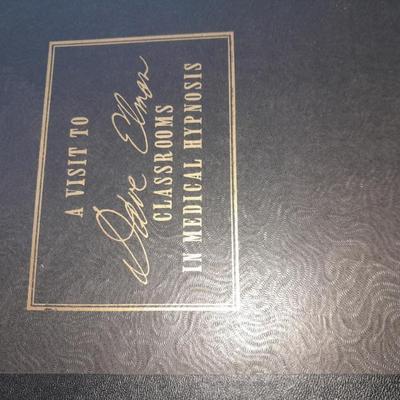 A VISIT TO
Dave Elman
CLASSROOMS
IN MEDICAL HYPNOSIS